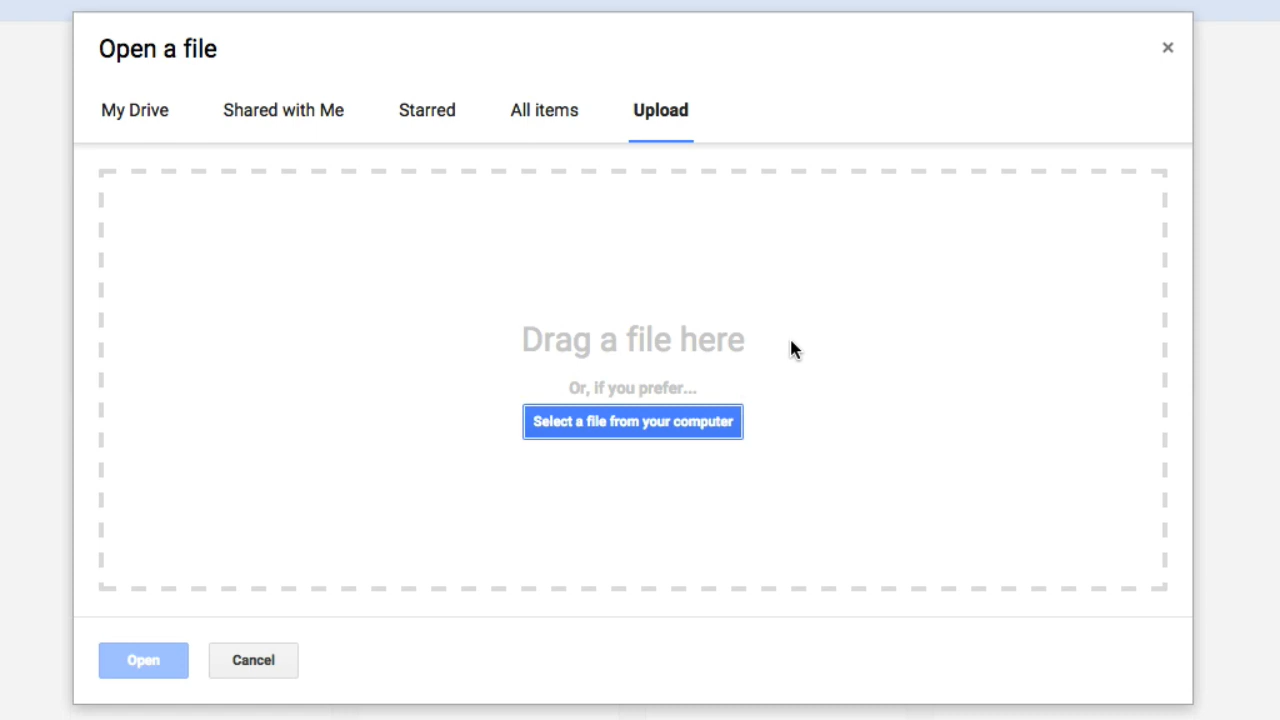 Open a file
×
My Drive Shared with Me Starred All items Upload
Drag a file here
Or, if you prefer...
Select a file from your computer
Open Cancel